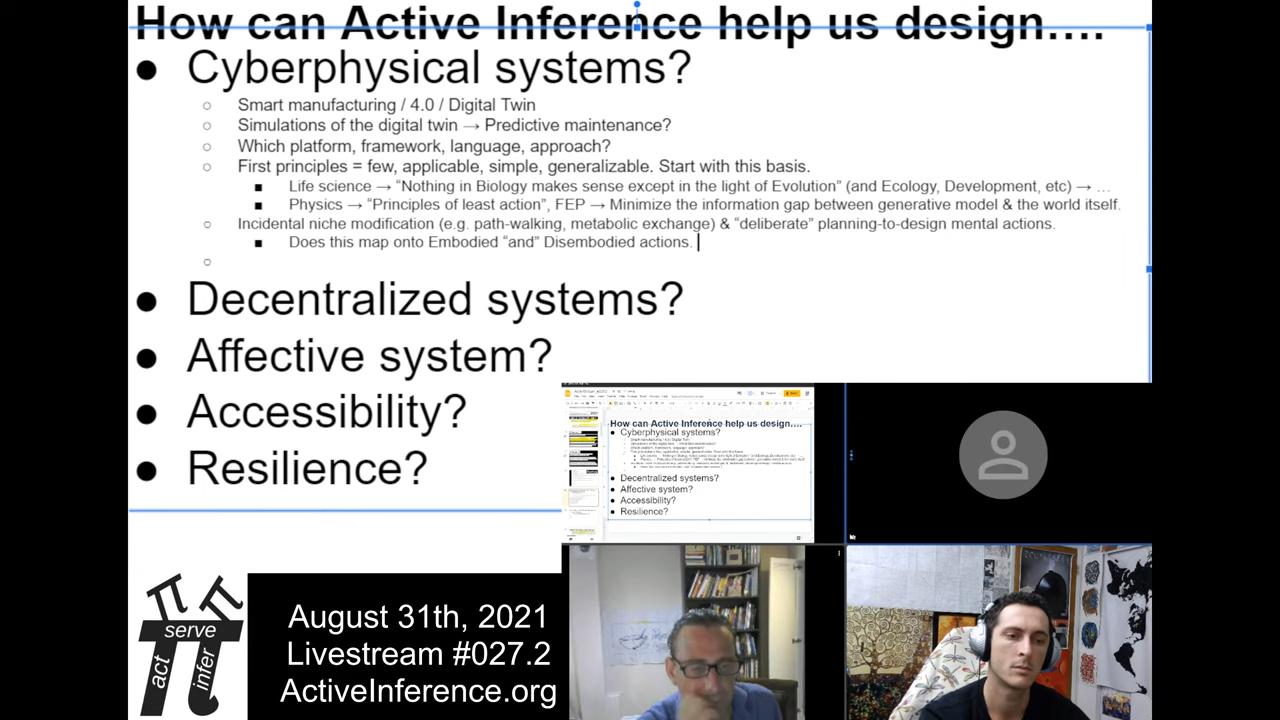 How can Active Inference help us design....
● Cyberphysical systems?
○ Smart manufacturing / 4.0 / Digital Twin
○ Simulations of the digital twin → Predictive maintenance?
○ Which platform, framework, language, approach?
○ First principles = few, applicable, simple, generalizable. Start with this basis.
■ Life science → “Nothing in Biology makes sense except in the light of Evolution” (and Ecology, Development, etc) → …
■ Physics → “Principles of least action”, FEP → Minimize the information gap between generative model & the world itself.
○ Incidental niche modification (e.g. path-walking, metabolic exchange) & “deliberate” planning-to-design mental actions.
■ Does this map onto Embodied “and” Disembodied actions.
● Decentralized systems?
● Affective system?
● Accessibility?
● Resilience?
How can Active Inference help us design....
● Cyberphysical systems?
● Decentralized systems?
● Affective system?
● Accessibility?
● Resilience?
serve
act
infer
August 31th, 2021
Livestream #027.2
ActiveInference.org